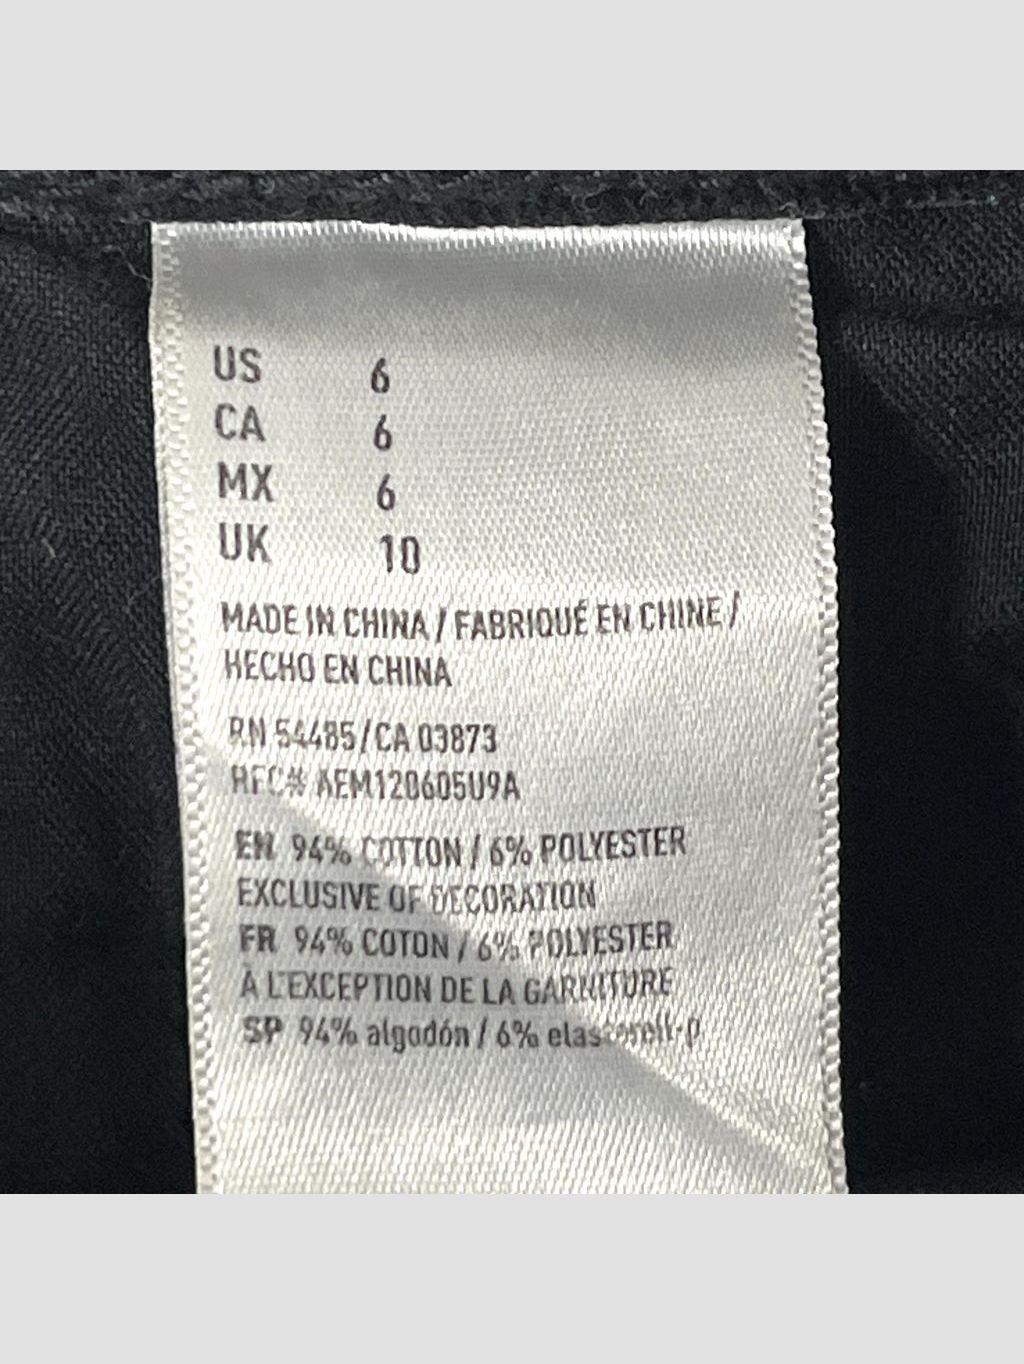 US 6
CA 6
MX 6
UK 10
MADE IN CHINA / FABRIQUÉ EN CHINE /
HECHO EN CHINA
RN 54485/CA 03873
RFC# AEM120605U9A
EN 94% COTTON / 6% POLYESTER
EXCLUSIVE OF DECORATION
FR 94% COTON / 6% POLYESTER
À L'EXCEPTION DE LA GARNITURE
SP 94% algodón / 6% elasterell-p